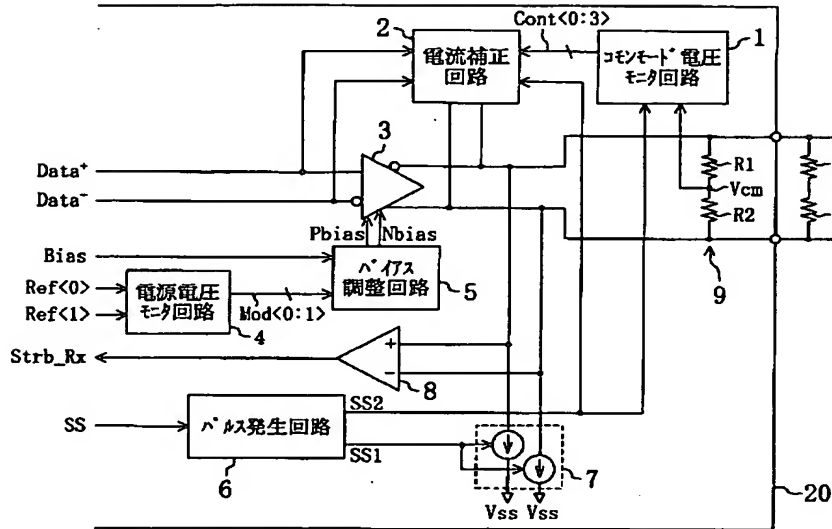 2
Cont<0:3>
1
電流補正
回路
コモンモード電圧
モニタ回路
3
Data⁺
Data⁻
R1
Vcm
R2
Pbias
Nbias
Bias
バイアス
調整回路
5
9
Ref<0>
Ref<1>
電源電圧
モニタ回路
4
Mod<0:1>
+
−
Strb_Rx
8
SS
パルス発生回路
SS2
SS1
6
7
20
Vss
Vss